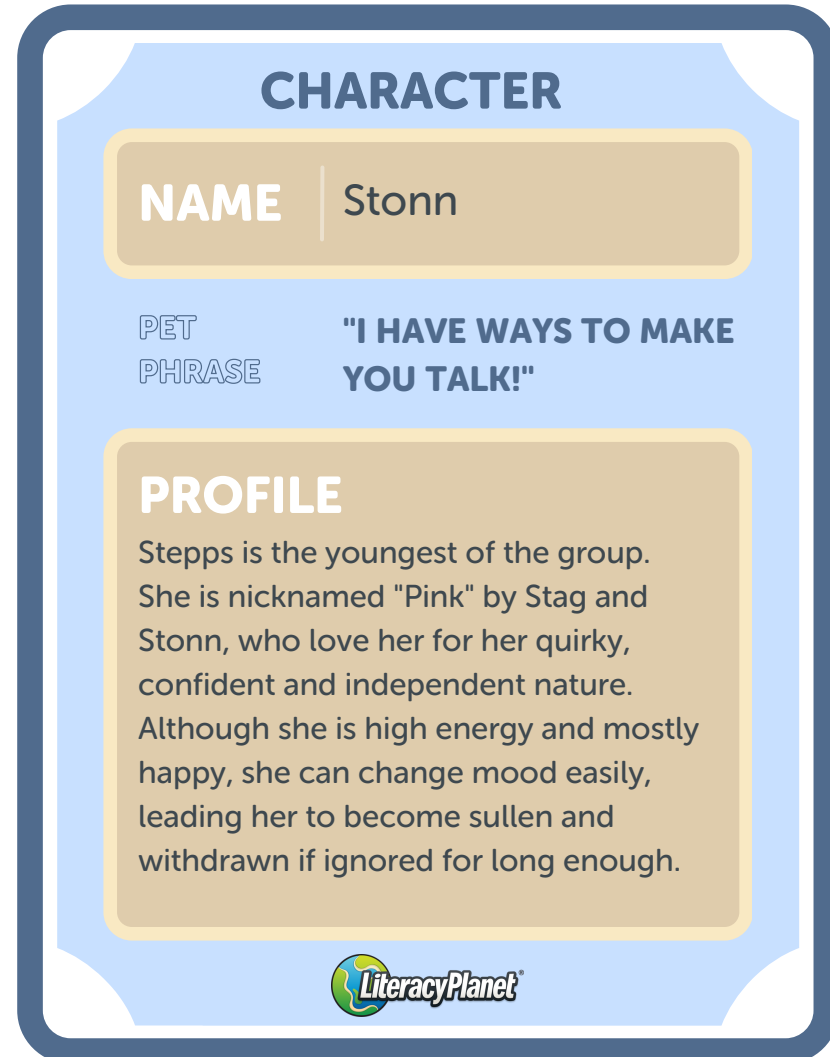 CHARACTER
NAME
Stonn
PET
PHRASE
"I HAVE WAYS TO MAKE
YOU TALK!"
PROFILE
Stepps is the youngest of the group.
She is nicknamed "Pink" by Stag and
Stonn, who love her for her quirky,
confident and independent nature.
Although she is high energy and mostly
happy, she can change mood easily,
leading her to become sullen and
withdrawn if ignored for long enough.
LiteracyPlanet®